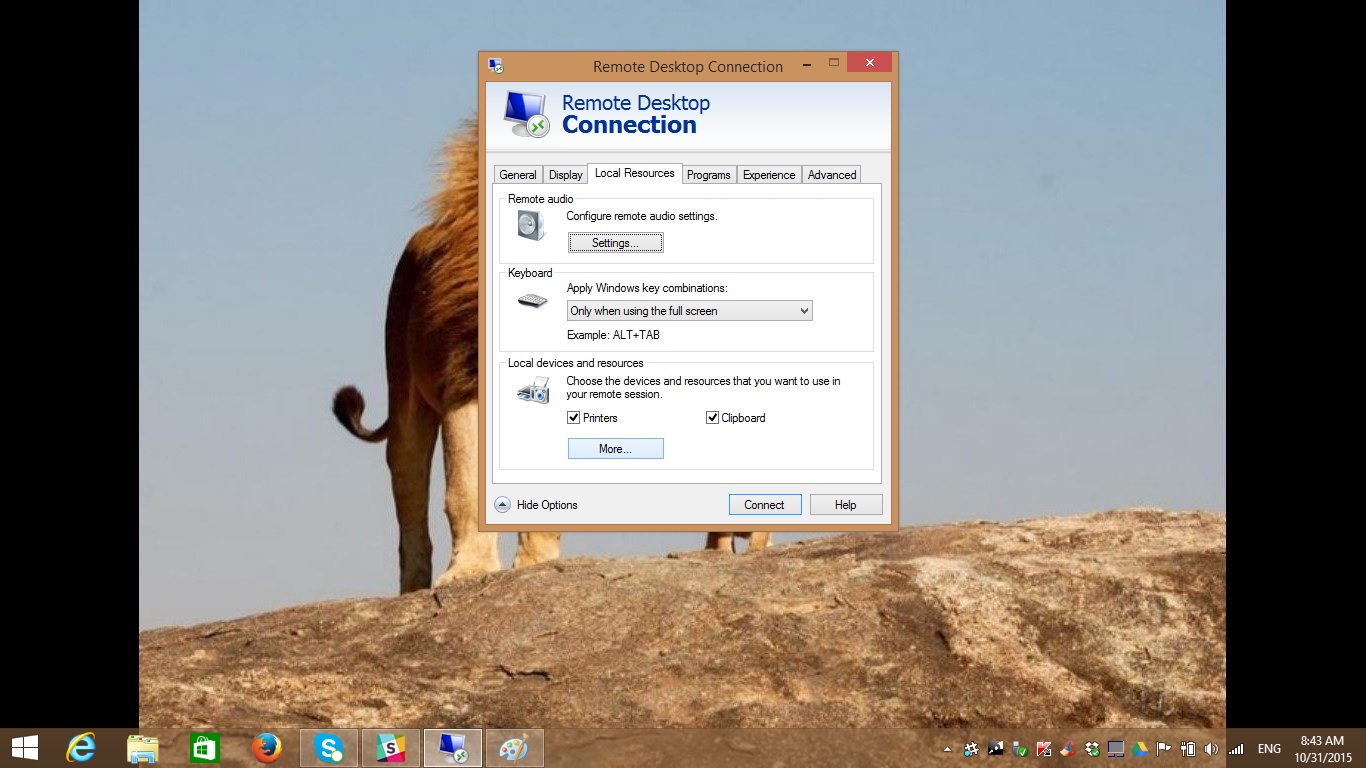 Remote Desktop Connection
Remote Desktop
Connection
General Display Local Resources Programs Experience Advanced
Remote audio
Configure remote audio settings.
Settings...
Keyboard
Apply Windows key combinations:
Only when using the full screen
Example: ALT+TAB
Local devices and resources
Choose the devices and resources that you want to use in
your remote session.
Printers Clipboard
More...
Hide Options Connect Help
ENG
8:43 AM
10/31/2015